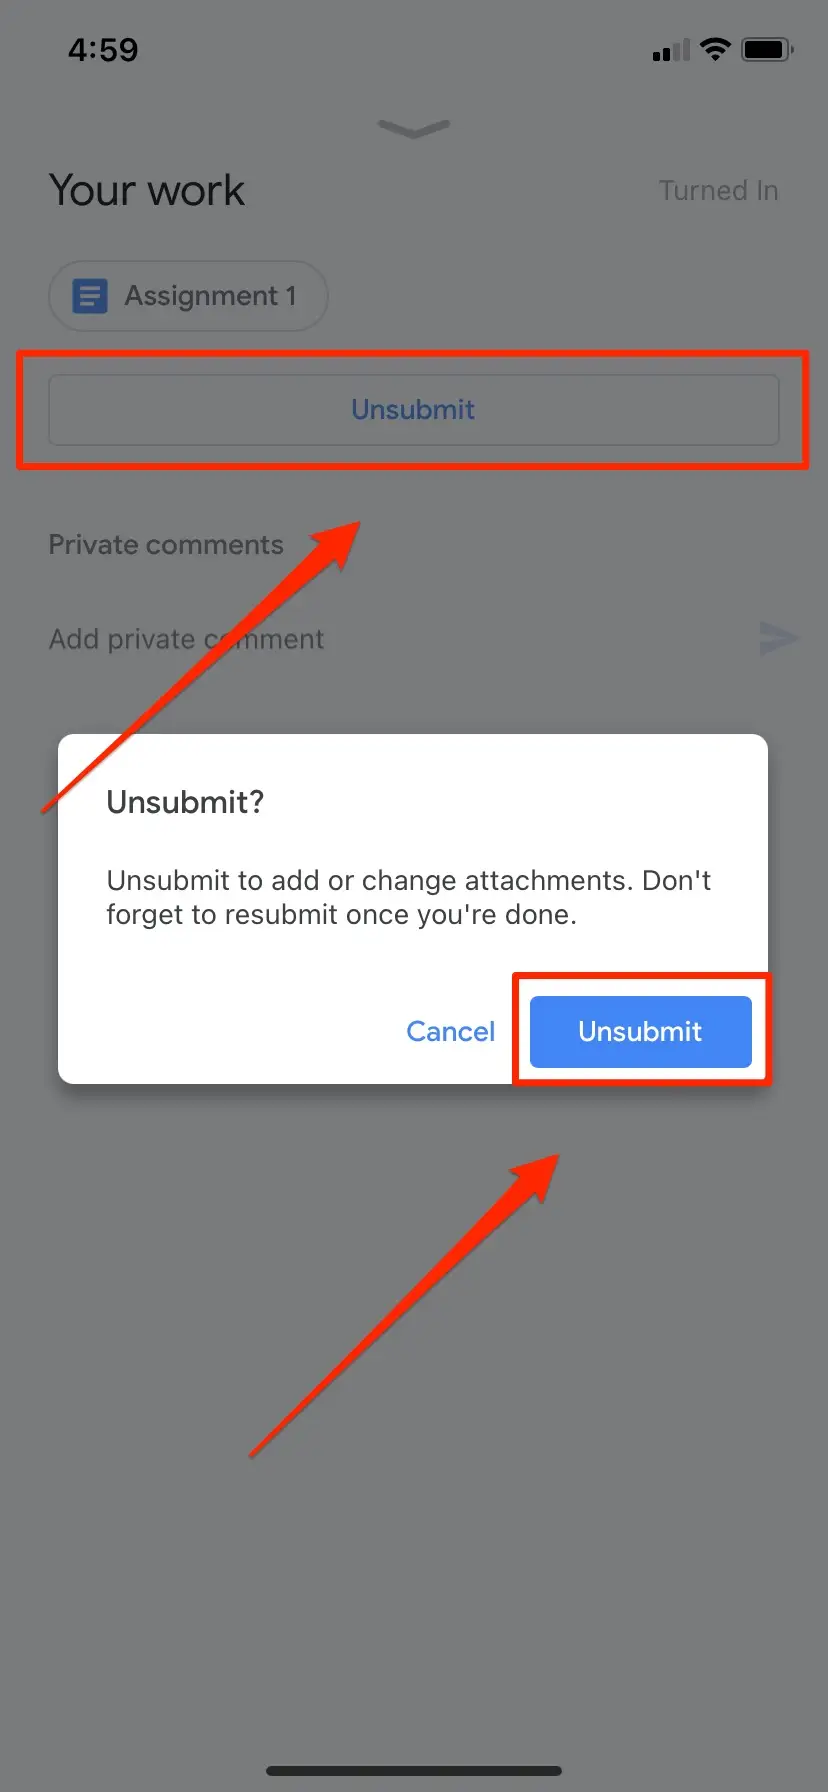 4:59
Your work
Turned In
Assignment 1
Unsubmit
Private comments
Add private comment
Unsubmit?
Unsubmit to add or change attachments. Don't
forget to resubmit once you're done.
Cancel
Unsubmit